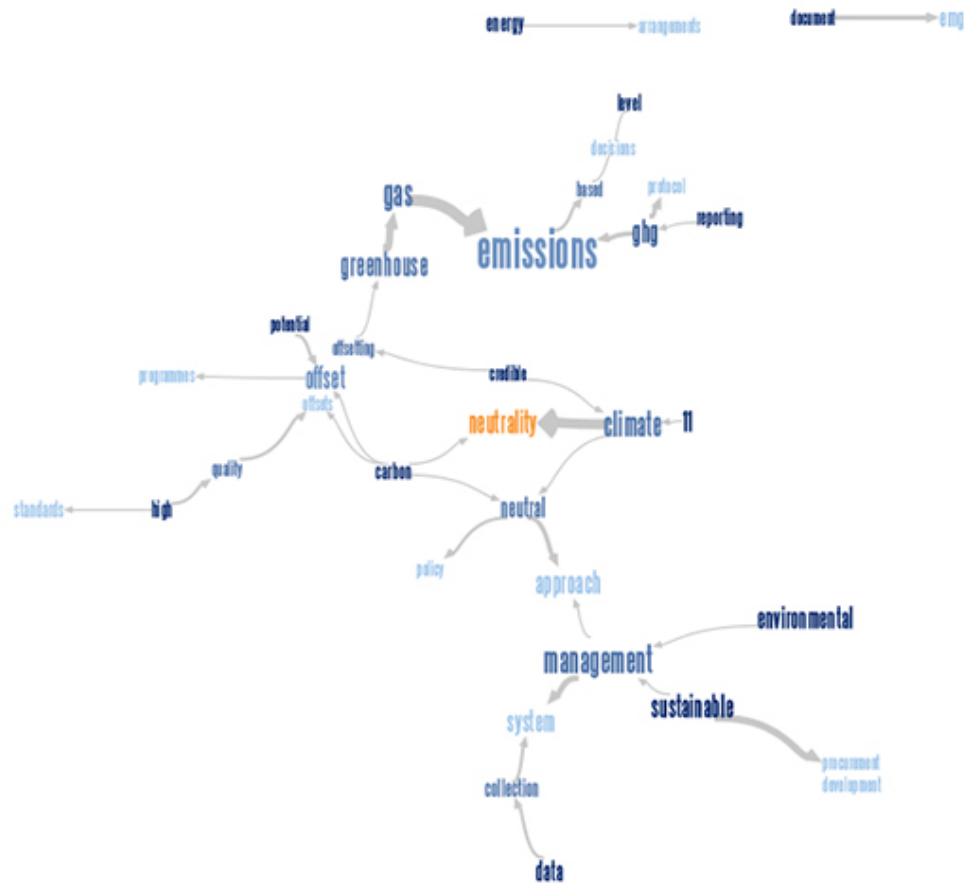 energy
arrangements
document
emg
level
decisions
based
protocol
gas
reporting
ghg
emissions
greenhouse
potential
offsetting
credible
programmes
offset
offsets
neutrality
climate
11
quality
carbon
standards
high
neutral
policy
approach
environmental
management
sustainable
system
procurement
development
collection
data